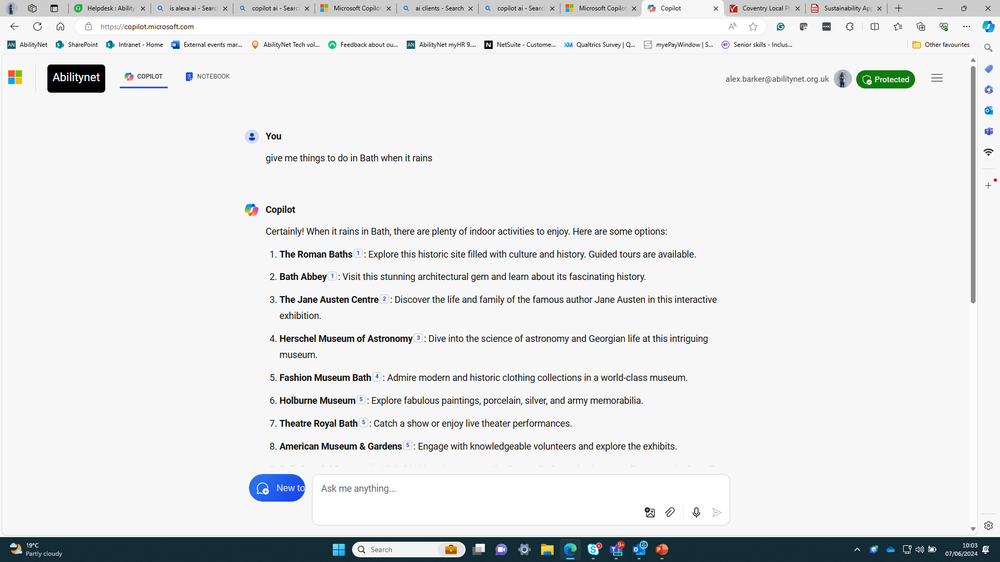 Helpdesk : Ability
is alexa ai - Searc
copilot ai - Search
Microsoft Copilot
ai clients - Search
copilot ai - Search
Microsoft Copilot
Copilot
Coventry Local Pl
Sustainability App
https://copilot.microsoft.com
AbilityNet
SharePoint
Intranet - Home
External events mar...
AbilityNet Tech vol...
Feedback about ou...
AbilityNet myHR 9....
NetSuite - Custome...
Qualtrics Survey | Q...
myePayWindow | S...
Senior skills - Inclus...
Other favourites
Abilitynet
COPILOT
NOTEBOOK
alex.barker@abilitynet.org.uk
Protected
You
give me things to do in Bath when it rains
Copilot
Certainly! When it rains in Bath, there are plenty of indoor activities to enjoy. Here are some options:
1. The Roman Baths 1 : Explore this historic site filled with culture and history. Guided tours are available.
2. Bath Abbey 1 : Visit this stunning architectural gem and learn about its fascinating history.
3. The Jane Austen Centre 2 : Discover the life and family of the famous author Jane Austen in this interactive
exhibition.
4. Herschel Museum of Astronomy 3 : Dive into the science of astronomy and Georgian life at this intriguing
museum.
5. Fashion Museum Bath 4 : Admire modern and historic clothing collections in a world-class museum.
6. Holburne Museum 5 : Explore fabulous paintings, porcelain, silver, and army memorabilia.
7. Theatre Royal Bath 5 : Catch a show or enjoy live theater performances.
8. American Museum & Gardens 5 : Engage with knowledgeable volunteers and explore the exhibits.
New to
Ask me anything...
19°C
Partly cloudy
Search
9+
NEW
10:03
07/06/2024